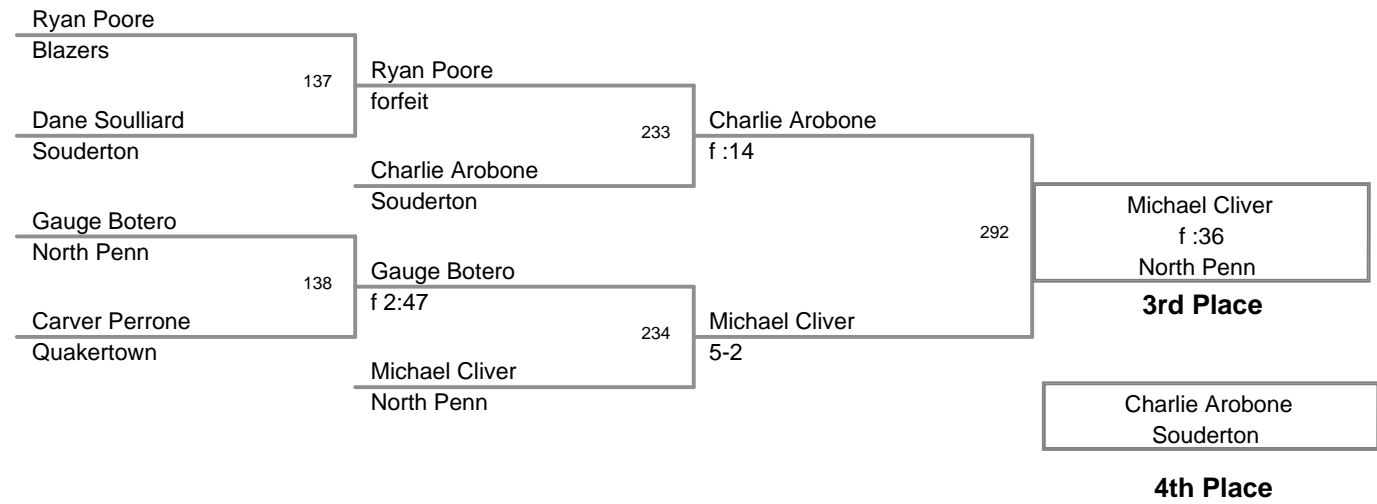 Ryan Poore
Blazers
137
Ryan Poore
forfeit
Dane Soulliard
Souderton
233
Charlie Arobone
f :14
Charlie Arobone
Souderton
Gauge Botero
North Penn
292
Michael Cliver
f :36
North Penn
3rd Place
138
Gauge Botero
f 2:47
Carver Perrone
Quakertown
234
Michael Cliver
5-2
Michael Cliver
North Penn
Charlie Arobone
Souderton
4th Place